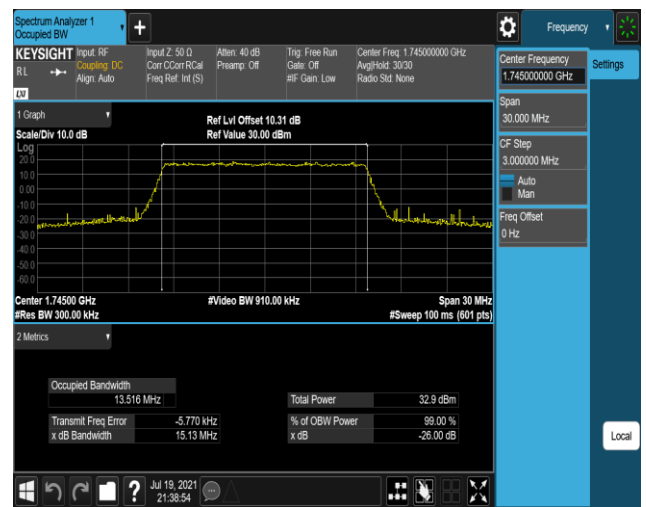 Spectrum Analyzer 1
Occupied BW
+
Frequency
KEYSIGHT
RL
LXI
Input: RF
Coupling: DC
Align: Auto
Input Z: 50 Ω
Corr CCorr RCal
Freq Ref: Int (S)
Atten: 40 dB
Preamp: Off
Trig: Free Run
Gate: Off
#IF Gain: Low
Center Freq: 1.745000000 GHz
Avg|Hold: 30/30
Radio Std: None
Center Frequency
1.745000000 GHz
Settings
Span
30.000 MHz
CF Step
3.000000 MHz
Auto
Man
Freq Offset
0 Hz
1 Graph
Scale/Div 10.0 dB
Ref Lvl Offset 10.31 dB
Ref Value 30.00 dBm
Log
20.0
10.0
0.00
-10.0
-20.0
-30.0
-40.0
-50.0
-60.0
Center 1.74500 GHz
#Video BW 910.00 kHz
Span 30 MHz
#Res BW 300.00 kHz
#Sweep 100 ms (601 pts)
2 Metrics
Occupied Bandwidth
13.516 MHz
Total Power
32.9 dBm
Transmit Freq Error
-5.770 kHz
% of OBW Power
99.00 %
x dB Bandwidth
15.13 MHz
x dB
-26.00 dB
Local
?
Jul 19, 2021
21:38:54